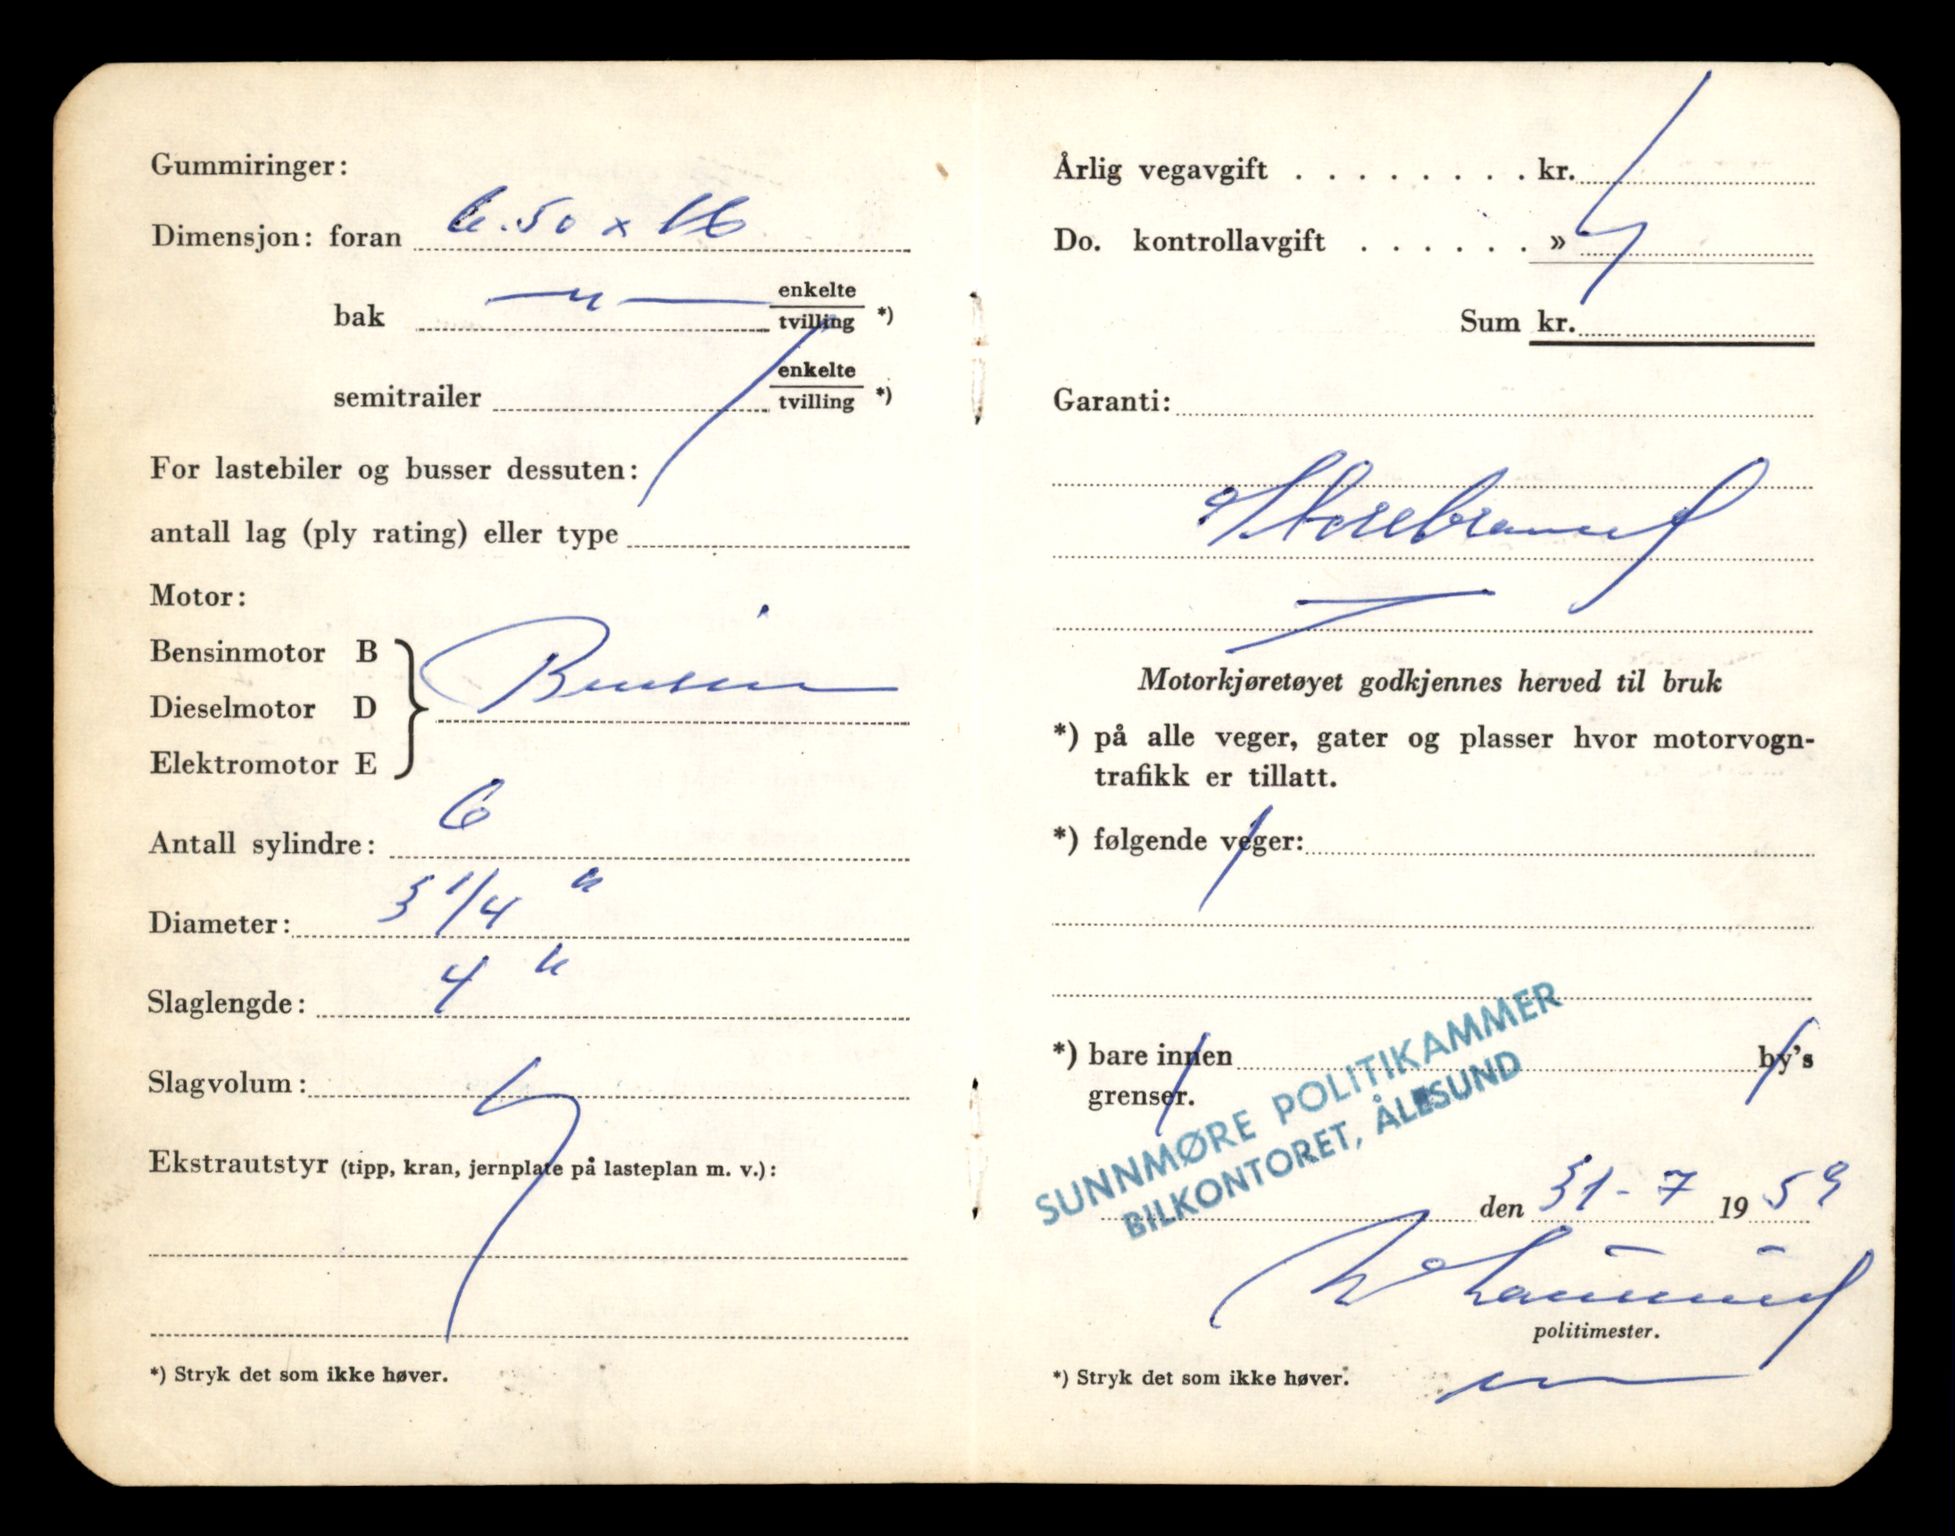 Gummiringer:
Dimensjon: foran 6.50 x 16
bak — " — enkelte
tvilling *)
semitrailer enkelte
tvilling *)
For lastebiler og busser dessuten:
antall lag (ply rating) eller type
Motor:
Bensinmotor B
Dieselmotor D
Elektromotor E
Bensin
Antall sylindre: 6
Diameter: 3 1/4 "
Slaglengde: 4 "
Slagvolum:
Ekstrautstyr (tipp, kran, jernplate på lasteplan m. v.):
*) Stryk det som ikke høver.
Årlig vegavgift . . . . . . . . kr.
Do. kontrollavgift . . . . . . »
Sum kr.
Garanti:
Storebrand
Motorkjøretøyet godkjennes herved til bruk
*) på alle veger, gater og plasser hvor motorvogn-
trafikk er tillatt.
*) følgende veger:
*) bare innen by's
grenser.
SUNNMØRE POLITIKAMMER
BILKONTORET, ÅLESUND
den 31-7 1959
politimester.
*) Stryk det som ikke høver.